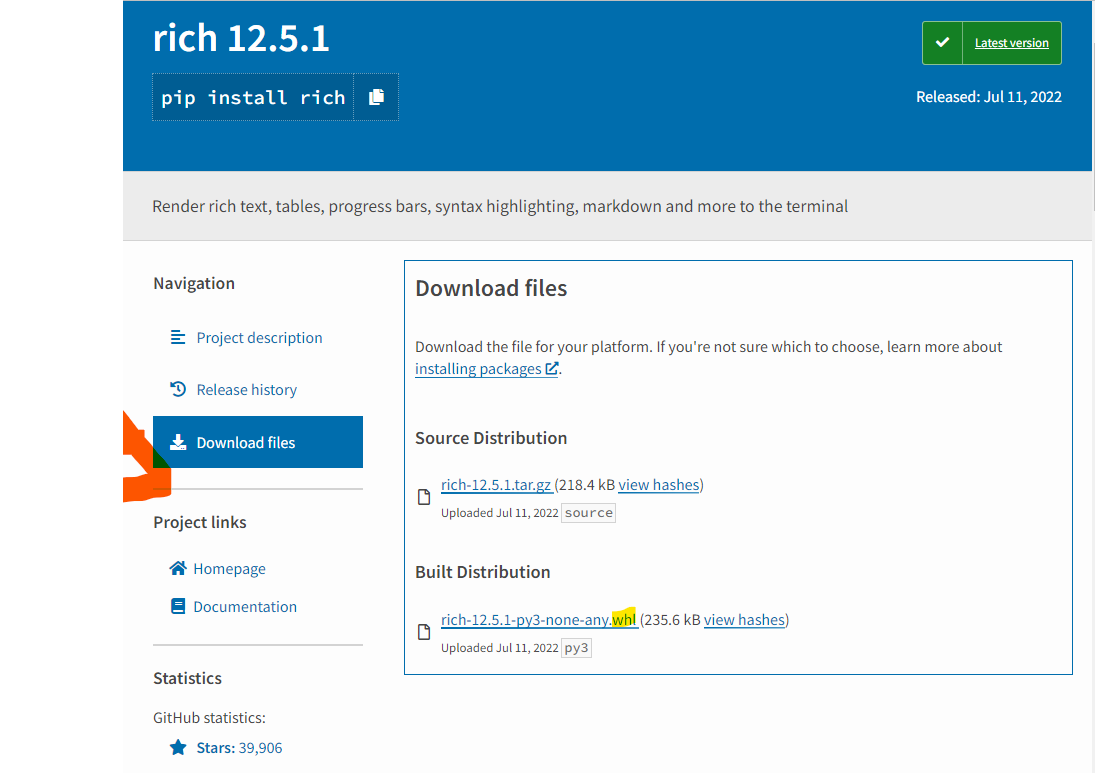 rich 12.5.1
Latest version
pip install rich
Released: Jul 11, 2022
Render rich text, tables, progress bars, syntax highlighting, markdown and more to the terminal
Navigation
Project description
Release history
Download files
Project links
Homepage
Documentation
Statistics
GitHub statistics:
Stars: 39,906
Download files
Download the file for your platform. If you're not sure which to choose, learn more about
installing packages.
Source Distribution
rich-12.5.1.tar.gz (218.4 kB view hashes)
Uploaded Jul 11, 2022 source
Built Distribution
rich-12.5.1-py3-none-any.whl (235.6 kB view hashes)
Uploaded Jul 11, 2022 py3